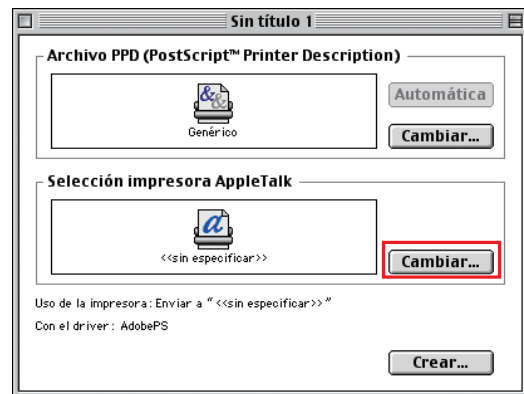 Sin título 1
Archivo PPD (PostScript™ Printer Description)
Genérico
Automática
Cambiar...
Selección impresora AppleTalk
<<sin especificar>>
Cambiar...
Uso de la impresora: Enviar a "<<sin especificar>>"
Con el driver: AdobePS
Crear...